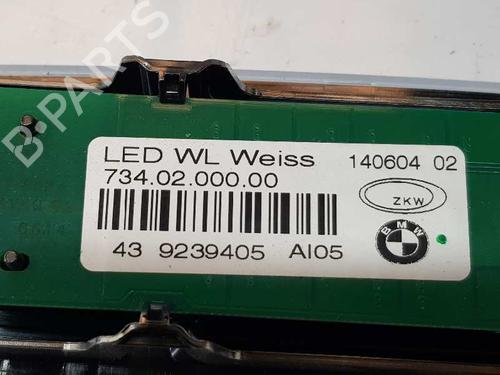 B-PARTS
LED WL Weiss 140604 02
734.02.000.00
ZKW
BMW
43 9239405 AI05